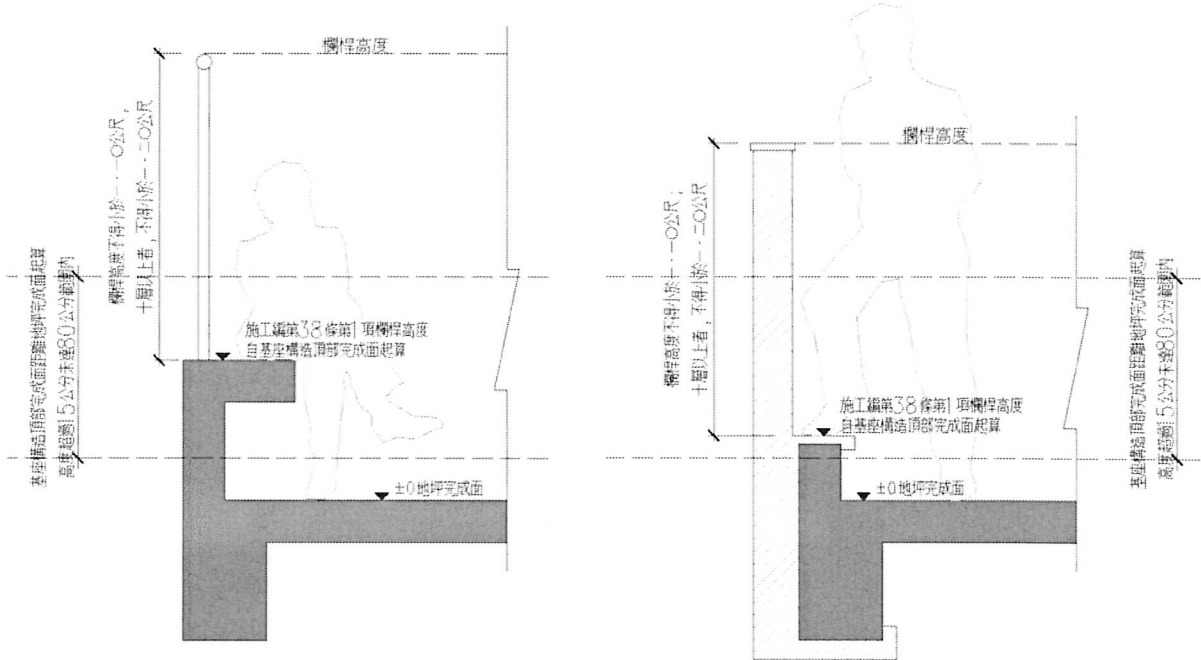 欄桿高度
欄桿高度不得小於一．一〇公尺；
十層以上者，不得小於一．二〇公尺
基座構造頂部完成面距離地坪完成面起算
高度超過15公分未達80公分範圍內
施工編第38條第1項欄桿高度
自基座構造頂部完成面起算
±0地坪完成面
欄桿高度
欄桿高度不得小於一．一〇公尺；
十層以上者，不得小於一．二〇公尺
施工編第38條第1項欄桿高度
自基座構造頂部完成面起算
±0地坪完成面
基座構造頂部完成面距離地坪完成面起算
高度超過15公分未達80公分範圍內